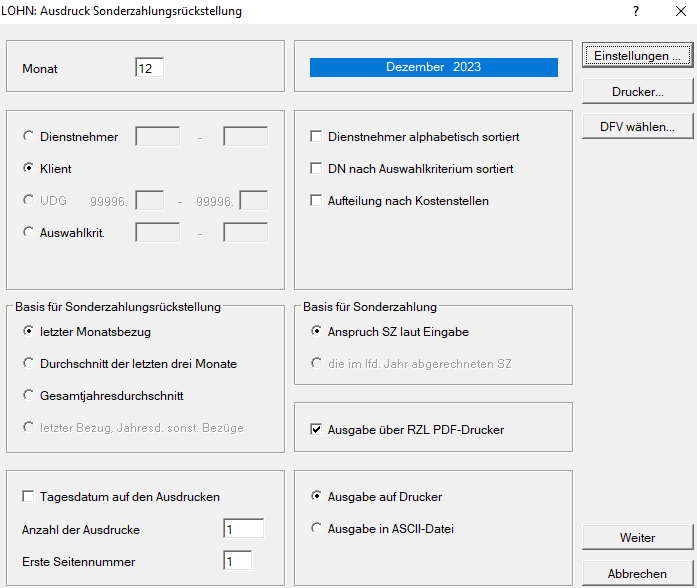 LOHN: Ausdruck Sonderzahlungsrückstellung ?
Monat 12
Dezember 2023
Einstellungen ...
Drucker...
DFV wählen...
Dienstnehmer -
Klient
UDG 99996. - 99996.
Auswahlkrit. -
Dienstnehmer alphabetisch sortiert
DN nach Auswahlkriterium sortiert
Aufteilung nach Kostenstellen
Basis für Sonderzahlungsrückstellung
letzter Monatsbezug
Durchschnitt der letzten drei Monate
Gesamtjahresdurchschnitt
letzter Bezug, Jahresd. sonst. Bezüge
Basis für Sonderzahlung
Anspruch SZ laut Eingabe
die im lfd. Jahr abgerechneten SZ
Ausgabe über RZL PDF-Drucker
Tagesdatum auf den Ausdrucken
Anzahl der Ausdrucke 1
Erste Seitennummer 1
Ausgabe auf Drucker
Ausgabe in ASCII-Datei
Weiter
Abbrechen